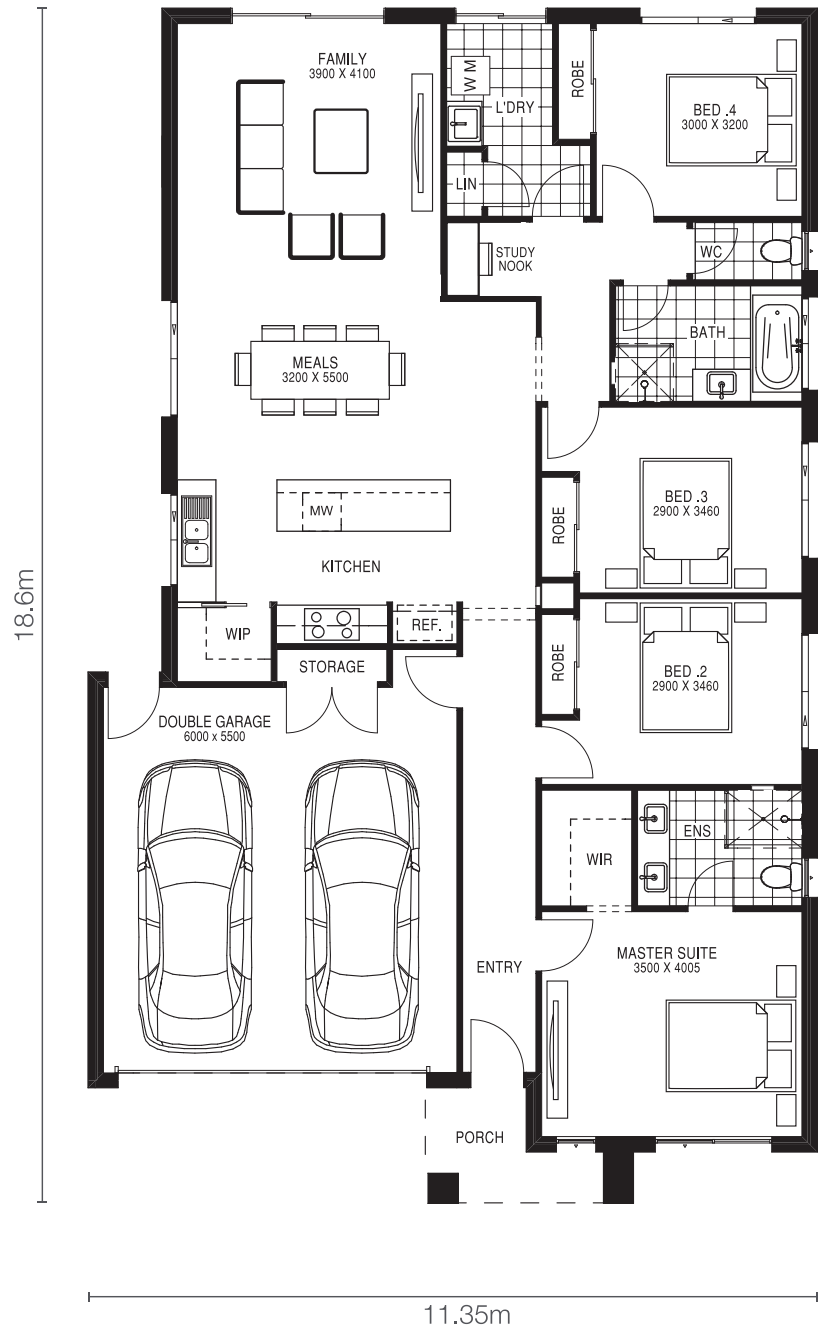 FAMILY
3900 X 4100
W M
L'DRY
ROBE
BED .4
3000 X 3200
LIN
STUDY
NOOK
WC
BATH
MEALS
3200 X 5500
MW
KITCHEN
ROBE
BED .3
2900 X 3460
WIP
REF.
STORAGE
ROBE
BED .2
2900 X 3460
DOUBLE GARAGE
6000 x 5500
WIR
ENS
ENTRY
MASTER SUITE
3500 X 4005
PORCH
18.6m
11.35m